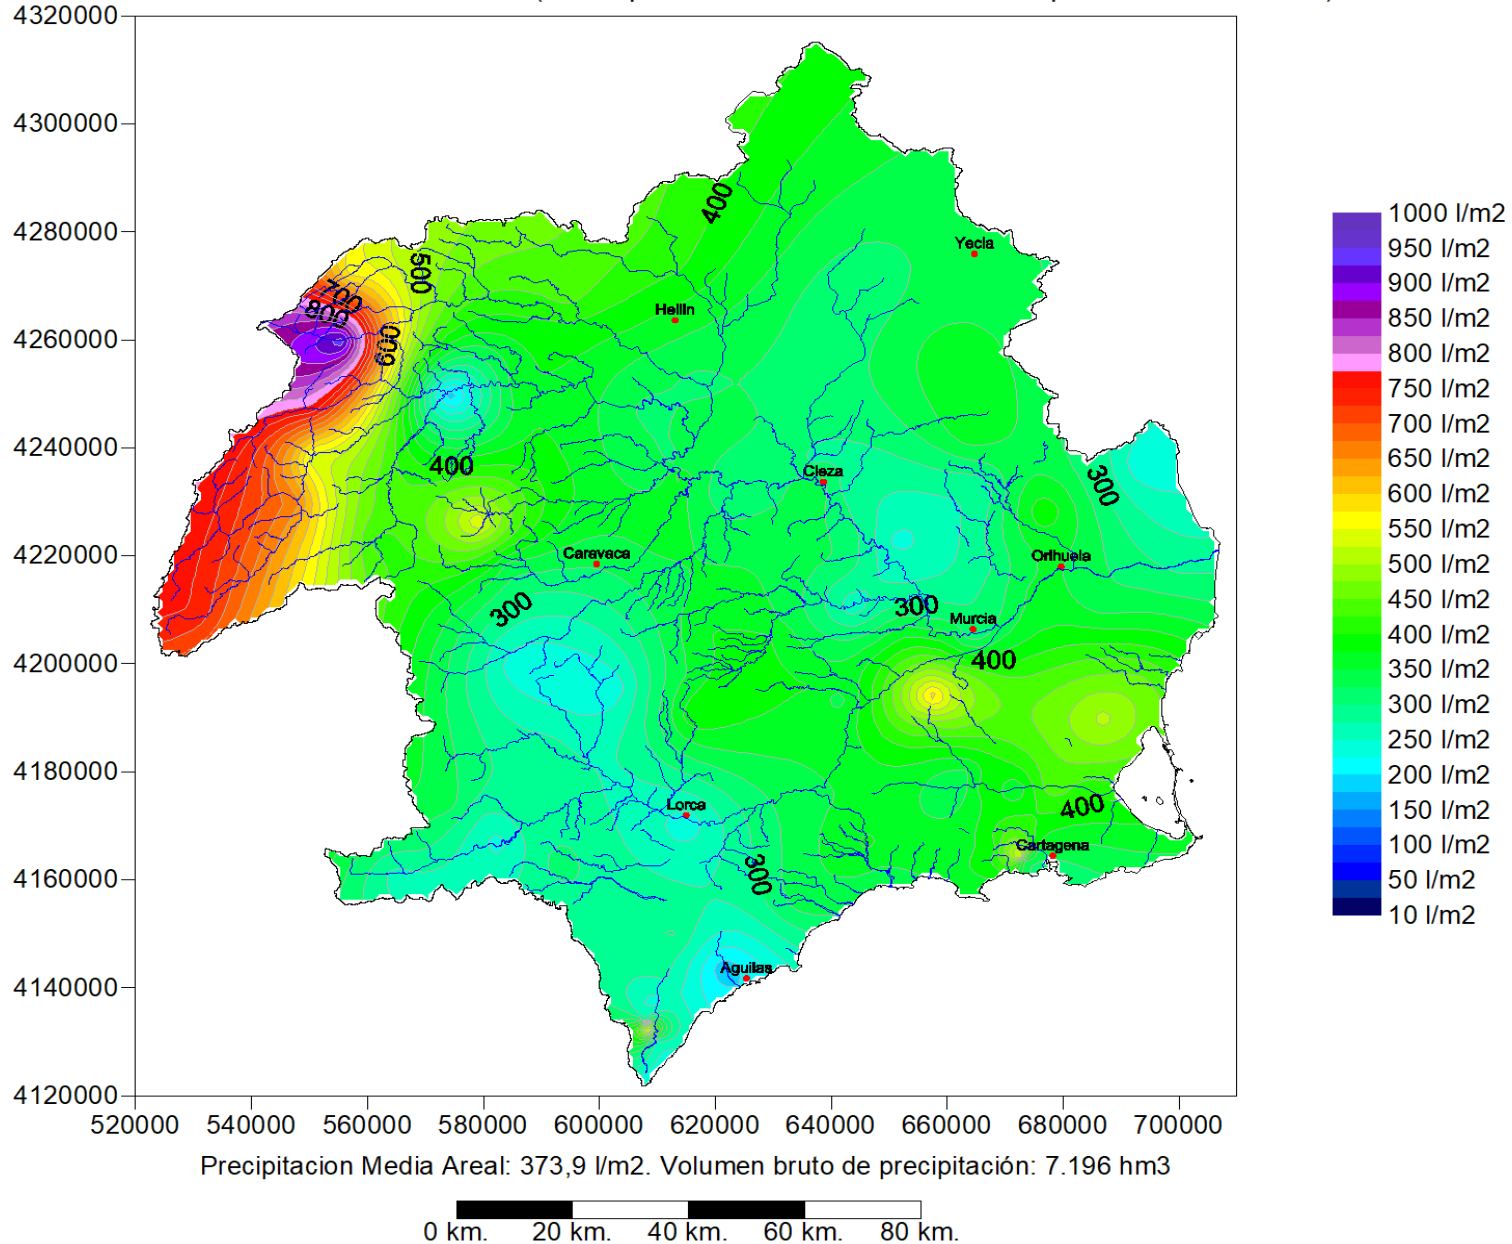 4320000
4300000
4280000
4260000
4240000
4220000
4200000
4180000
4160000
4140000
4120000
520000 540000 560000 580000 600000 620000 640000 660000 680000 700000
400
Yecla
500
700
800
600
Hellin
400
Cieza
300
Caravaca
Orihuela
300
300
Murcia
400
Lorca
400
Cartagena
300
Aguilas
1000 l/m2
950 l/m2
900 l/m2
850 l/m2
800 l/m2
750 l/m2
700 l/m2
650 l/m2
600 l/m2
550 l/m2
500 l/m2
450 l/m2
400 l/m2
350 l/m2
300 l/m2
250 l/m2
200 l/m2
150 l/m2
100 l/m2
50 l/m2
10 l/m2
Precipitacion Media Areal: 373,9 l/m2. Volumen bruto de precipitación: 7.196 hm3
0 km. 20 km. 40 km. 60 km. 80 km.